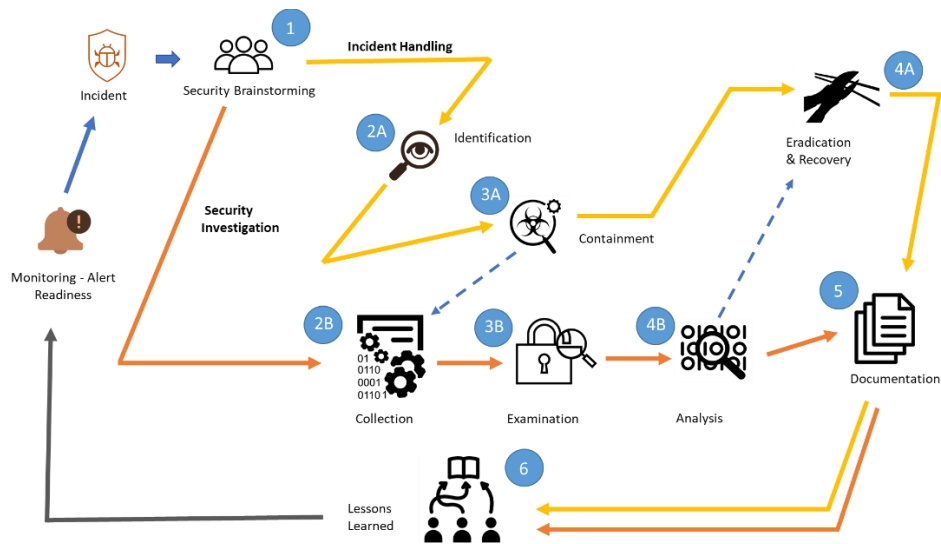 1
Incident Handling
4A
Incident
Security Brainstorming
2A
Identification
Eradication
& Recovery
3A
Security
Investigation
Containment
Monitoring - Alert
Readiness
5
2B
3B
4B
01
0110
0001
0110 1
Collection
Examination
Analysis
Documentation
6
Lessons
Learned